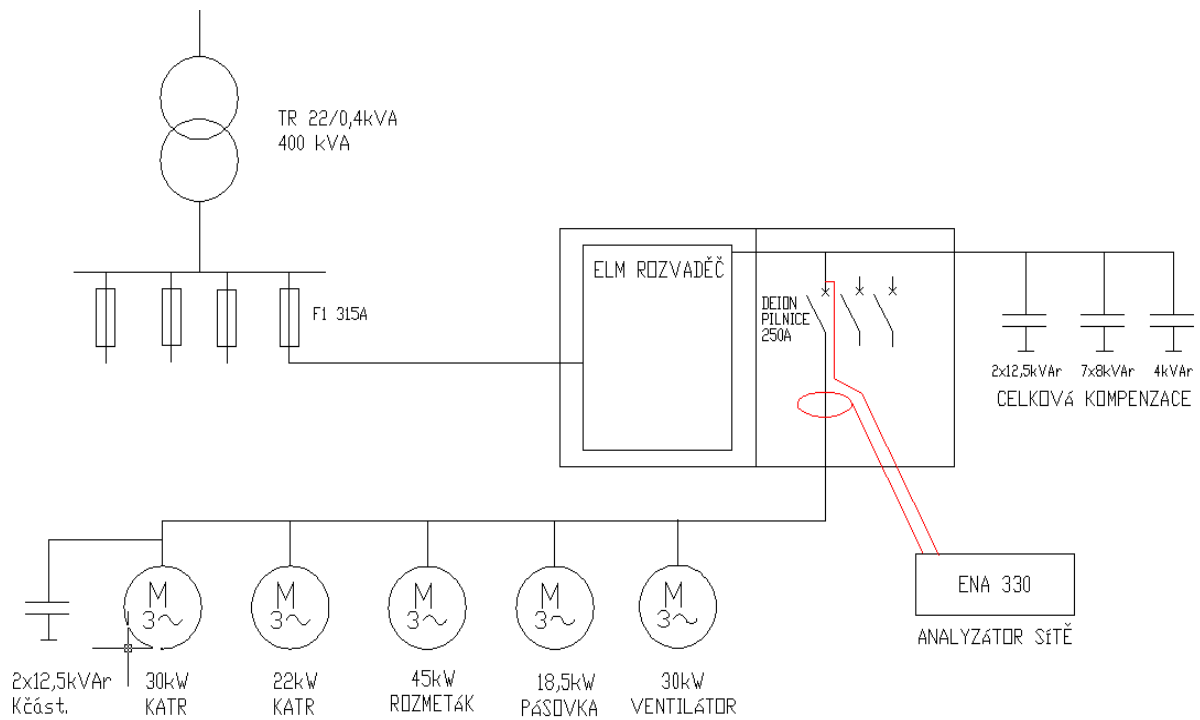 TR 22/0,4kVA
400 kVA
F1 315A
ELM ROZVADĚČ
DEION
PILNICE
250A
2x12,5kVAr
7x8kVAr
4kVAr
CELKOVÁ KOMPENZACE
M
3~
M
3~
M
3~
M
3~
M
3~
ENA 330
ANALYZÁTOR SÍTĚ
2x12,5kVAr
Kčást.
30kW
KATR
22kW
KATR
45kW
ROZMETÁK
18,5kW
PÁSOVKA
30kW
VENTILÁTOR